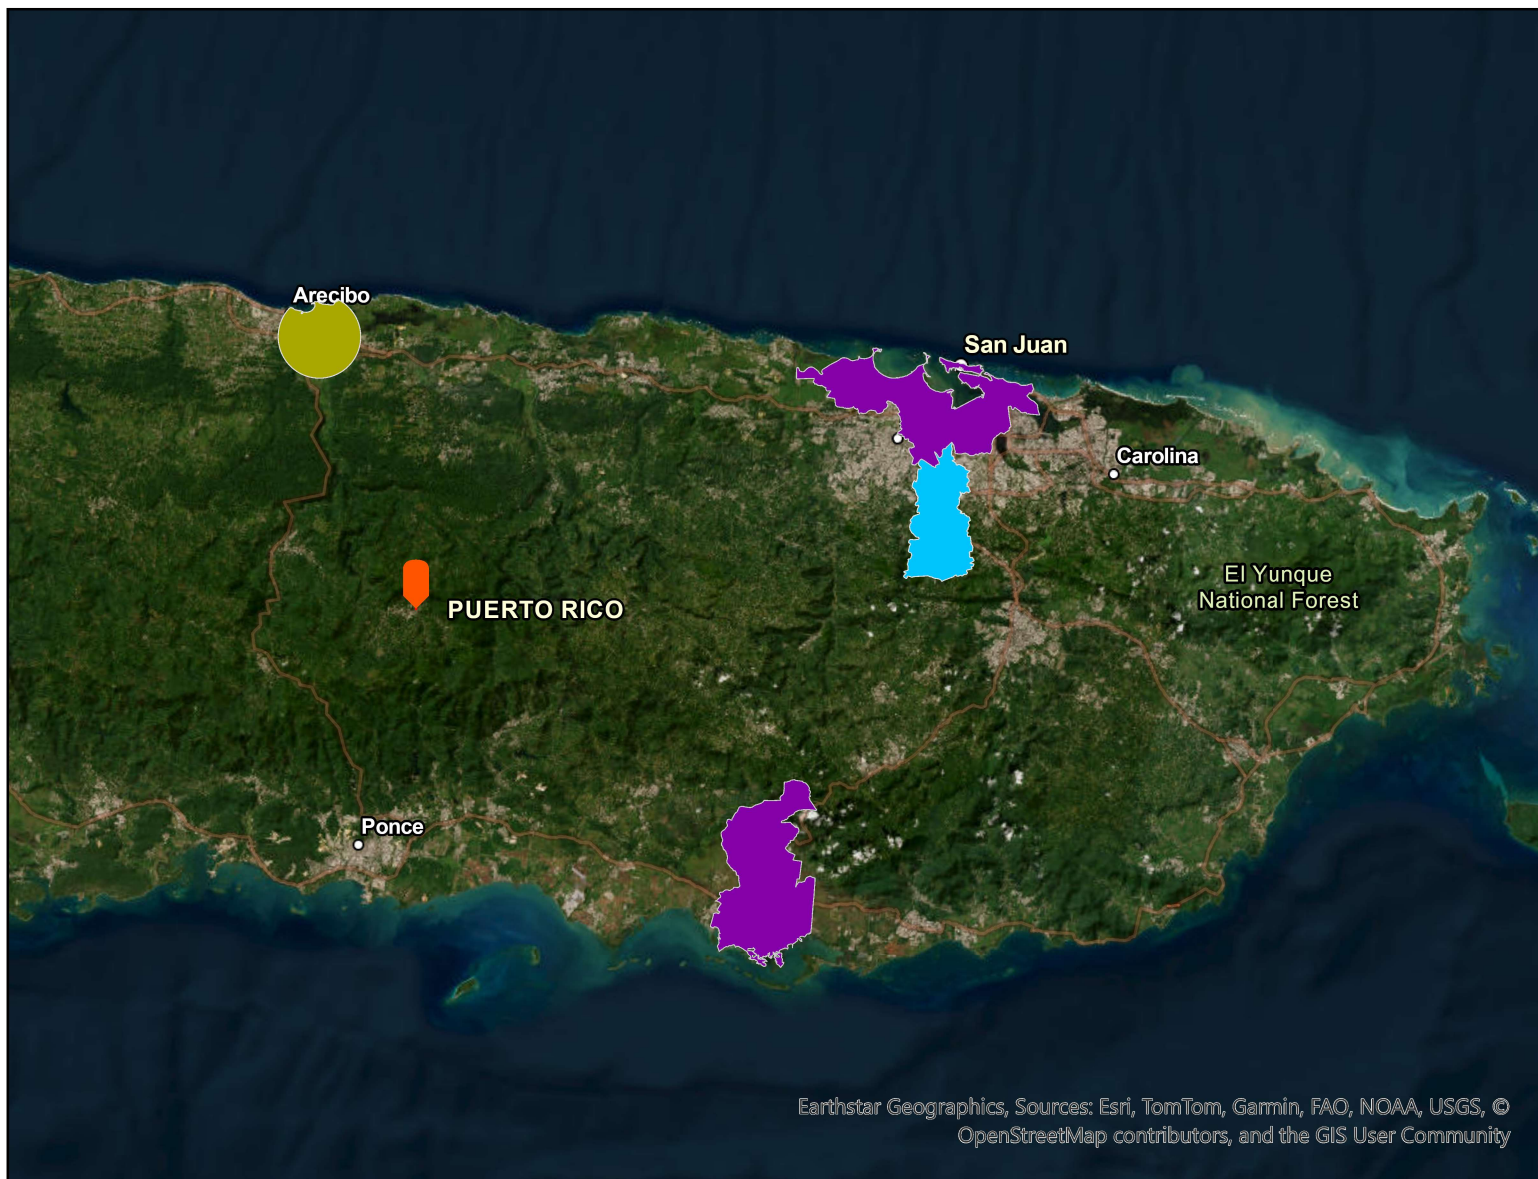 Arecibo
San Juan
Carolina
El Yunque
National Forest
PUERTO RICO
Ponce
Earthstar Geographics, Sources: Esri, TomTom, Garmin, FAO, NOAA, USGS, ©
OpenStreetMap contributors, and the GIS User Community